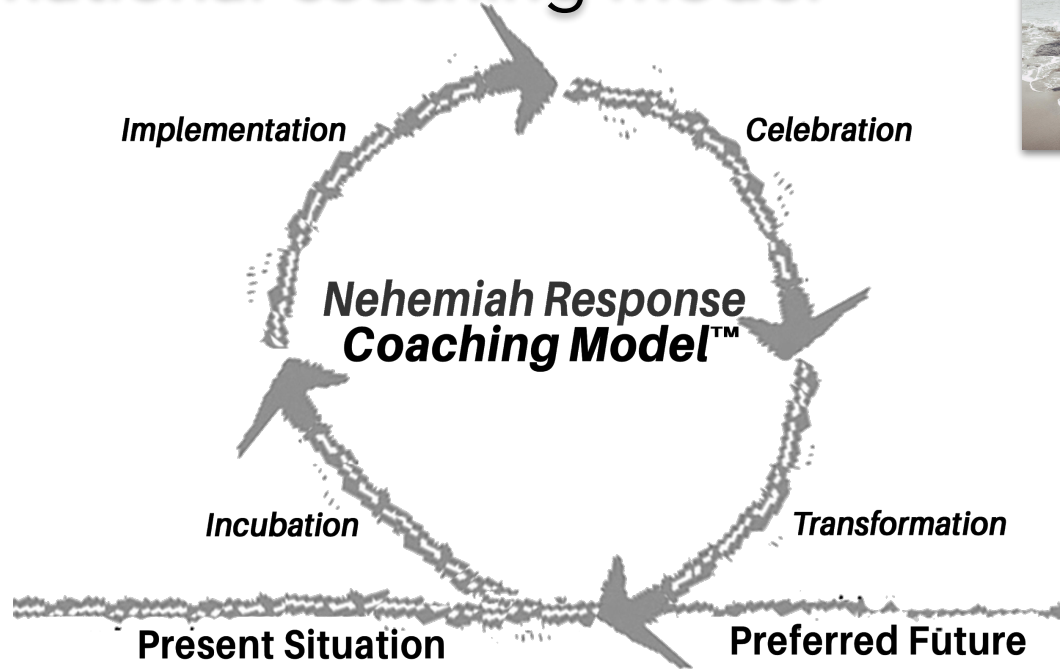 Implementation
Celebration
Nehemiah Response
Coaching Model™
Incubation
Transformation
Present Situation
Preferred Future